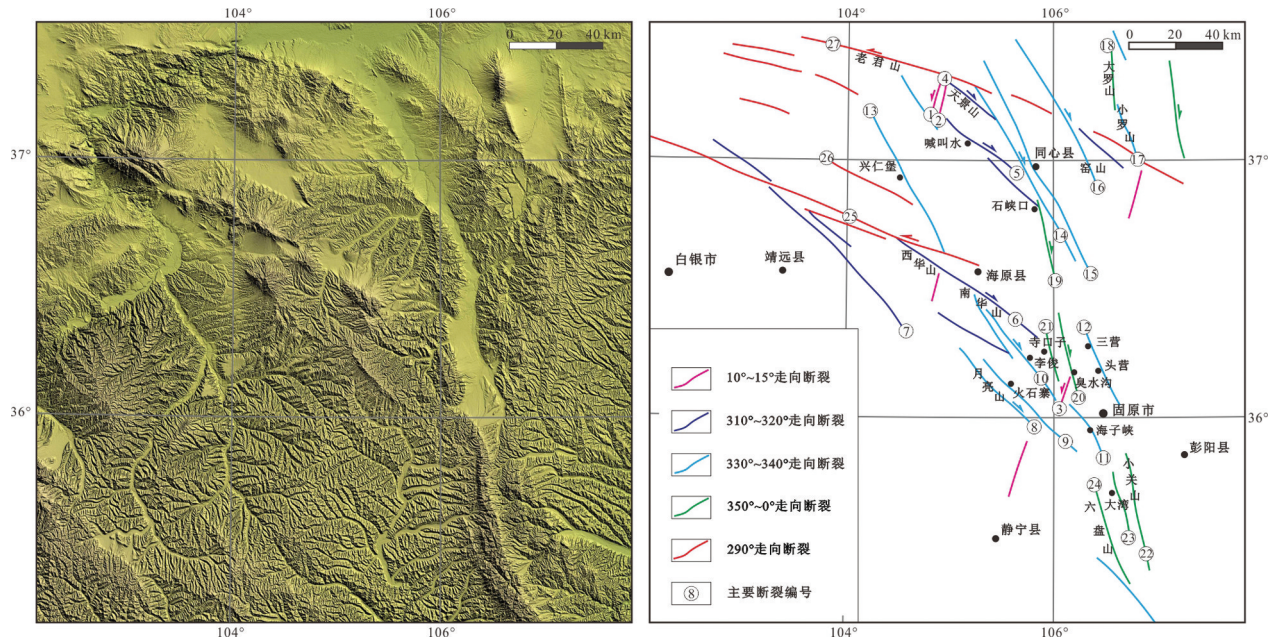 104°
106°
0 20 40 km
37°
36°
104°
106°
104°
106°
0 20 40 km
37°
36°
104°
106°
27
老君山
4
天景山
18
大罗山
小罗山
13
1
2
喊叫水
17
兴仁堡
26
5
同心县
窑山
16
石峡口
25
14
西华山
白银市
靖远县
海原县
19
15
南华山
7
6
21
12
寺口子
三营
李俊
10
头营
月亮山
火石寨
臭水沟
20
3
固原市
8
9
海子峡
11
彭阳县
小关山
24
六盘山
大湾
23
22
静宁县
10°~15°走向断裂
310°~320°走向断裂
330°~340°走向断裂
350°~0°走向断裂
290°走向断裂
8 主要断裂编号